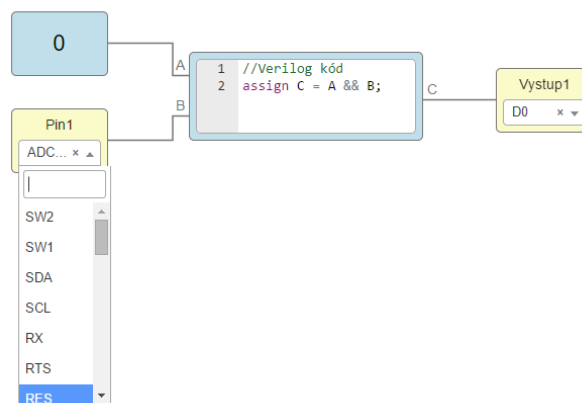 0
A
1 //Verilog kód
2 assign C = A && B;
B
C
Vystup1
D0 ×
Pin1
ADC... ×
SW2
SW1
SDA
SCL
RX
RTS
RES